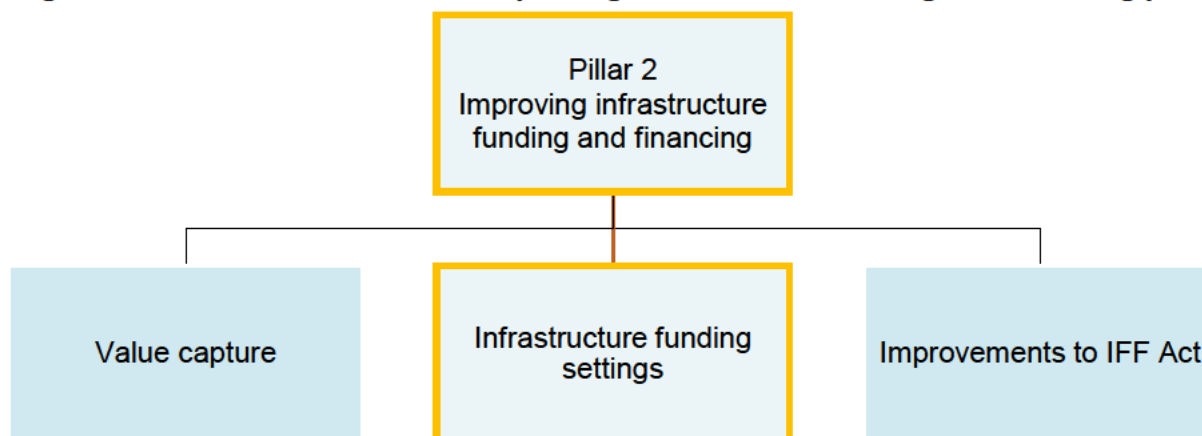 Pillar 2
Improving infrastructure
funding and financing
Value capture
Infrastructure funding
settings
Improvements to IFF Act